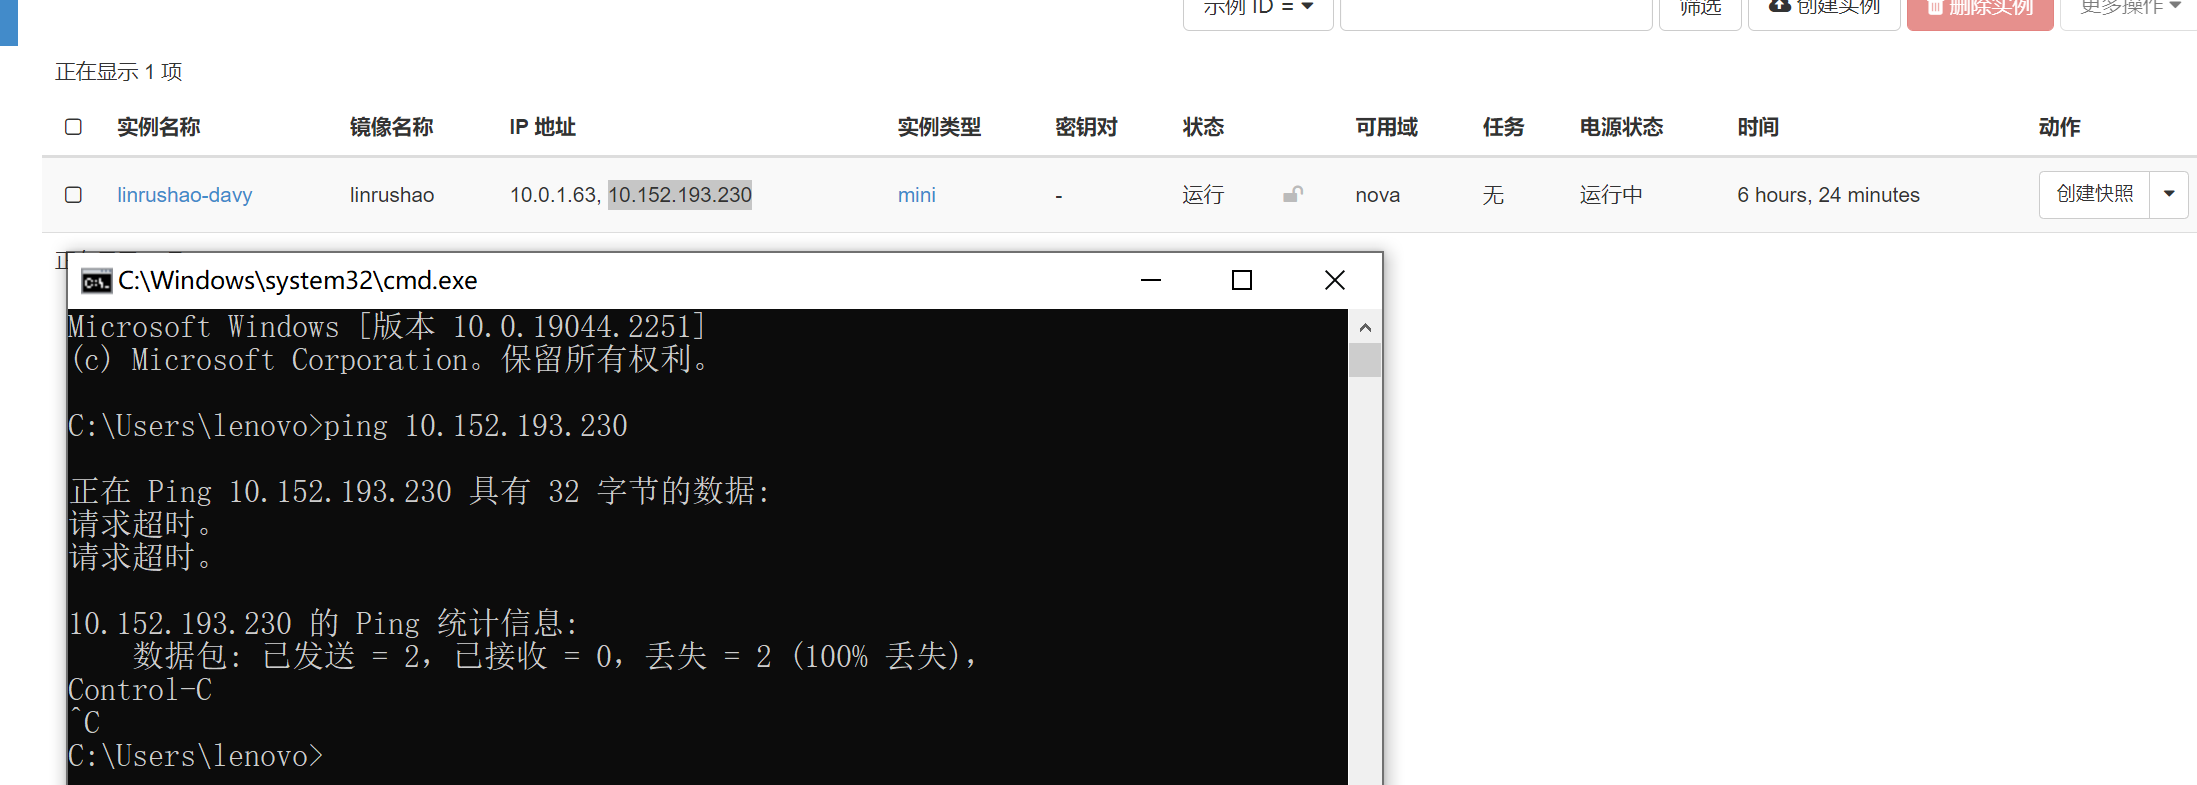 示例 ID = 筛选 创建实例 删除实例 更多操作
正在显示 1 项
实例名称 镜像名称 IP 地址 实例类型 密钥对 状态 可用域 任务 电源状态 时间 动作
linrushao-davy linrushao 10.0.1.63, 10.152.193.230 mini - 运行 nova 无 运行中 6 hours, 24 minutes 创建快照
C:\Windows\system32\cmd.exe
Microsoft Windows [版本 10.0.19044.2251]
(c) Microsoft Corporation。保留所有权利。
C:\Users\lenovo>ping 10.152.193.230
正在 Ping 10.152.193.230 具有 32 字节的数据:
请求超时。
请求超时。
10.152.193.230 的 Ping 统计信息:
数据包: 已发送 = 2，已接收 = 0，丢失 = 2 (100% 丢失)，
Control-C
^C
C:\Users\lenovo>